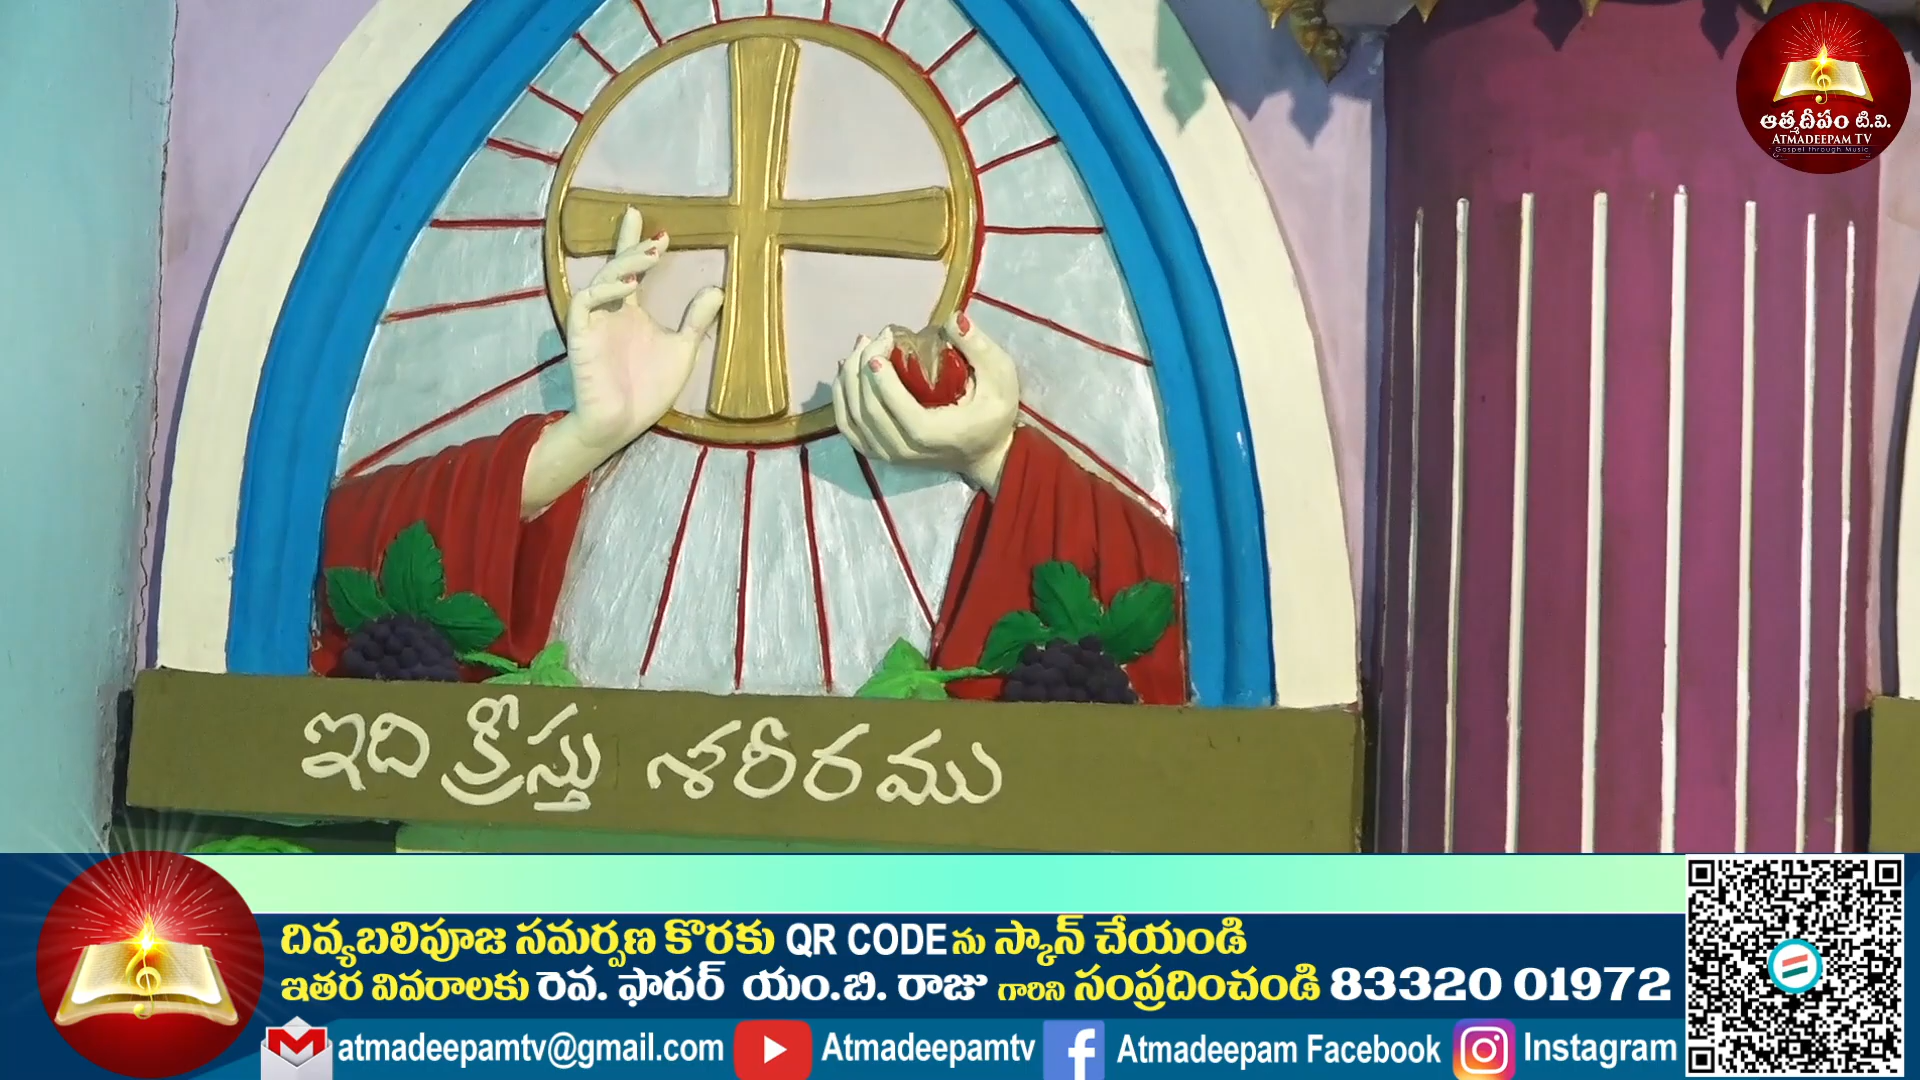 ఆత్మదీపం టి.వి.
ATMADEEPAM TV
Gospel through Music
ఇది క్రీస్తు శరీరము
దివ్యబలిపూజ సమర్పణ కొరకు QR CODE ను స్కాన్ చేయండి
ఇతర వివరాలకు రెవ. ఫాదర్ యం.బి. రాజు గారిని సంప్రదించండి 83320 01972
atmadeepamtv@gmail.com Atmadeepamtv Atmadeepam Facebook Instagram